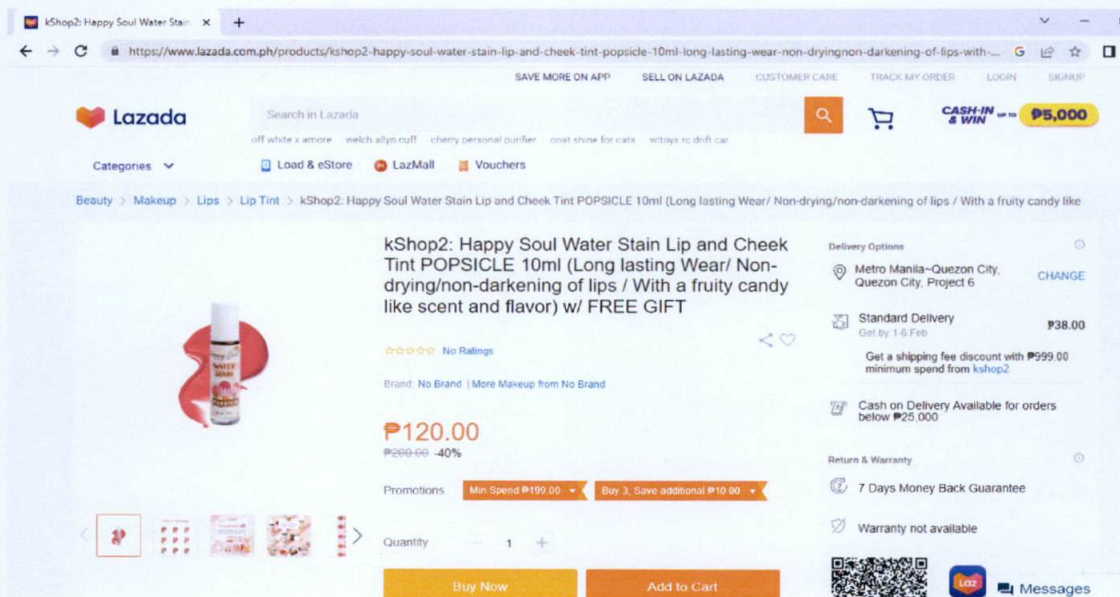 kShop2: Happy Soul Water Stain
https://www.lazada.com.ph/products/kshop2-happy-soul-water-stain-lip-and-cheek-tint-popsicle-10ml-long-lasting-wear-non-dryingnon-darkening-of-lips-with-...
SAVE MORE ON APP SELL ON LAZADA CUSTOMER CARE TRACK MY ORDER LOGIN SIGNUP
Lazada
Search in Lazada
CASH-IN & WIN UP TO ₱5,000
off white x amore welch allyn cuff cherry personal purifier coat shine for cats wltoys rc drift car
Categories Load & eStore LazMall Vouchers
Beauty > Makeup > Lips > Lip Tint > kShop2: Happy Soul Water Stain Lip and Cheek Tint POPSICLE 10ml (Long lasting Wear/ Non-drying/non-darkening of lips / With a fruity candy like
kShop2: Happy Soul Water Stain Lip and Cheek
Tint POPSICLE 10ml (Long lasting Wear/ Non-
drying/non-darkening of lips / With a fruity candy
like scent and flavor) w/ FREE GIFT
No Ratings
Brand: No Brand | More Makeup from No Brand
₱120.00
₱200.00 -40%
Promotions Min.Spend ₱199.00 Buy 3, Save additional ₱10.00
Quantity 1 +
Buy Now Add to Cart
WATER
STAIN
Delivery Options
Metro Manila~Quezon City,
Quezon City, Project 6
CHANGE
Standard Delivery ₱38.00
Get by 1-6 Feb
Get a shipping fee discount with ₱999.00
minimum spend from kshop2
Cash on Delivery Available for orders
below ₱25,000
Return & Warranty
7 Days Money Back Guarantee
Warranty not available
Laz
Messages